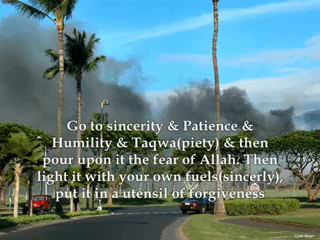 Go to sincerity & Patience &
Humility & Taqwa(piety) & then
pour upon it the fear of Allah. Then
light it with your own fuels(sincerly),
put it in a utensil of forgiveness